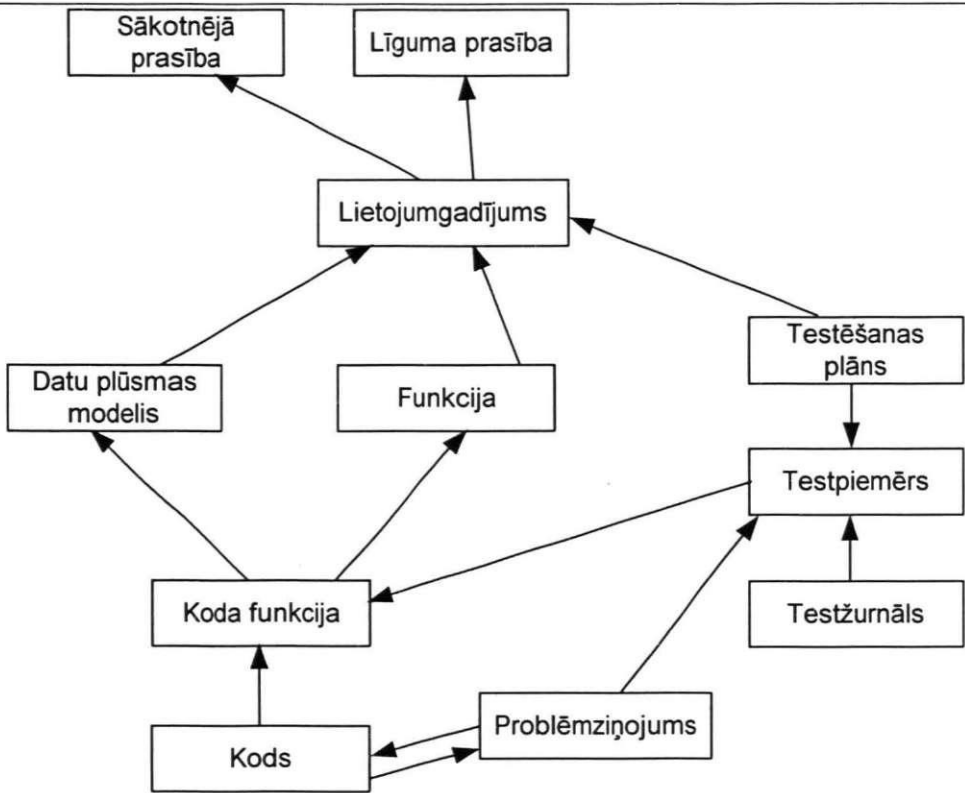 Sākotnējā
prasība
Līguma prasība
Lietojumgadījums
Testēšanas
plāns
Datu plūsmas
modelis
Funkcija
Testpiemērs
Koda funkcija
Testžurnāls
Problēmziņojums
Kods